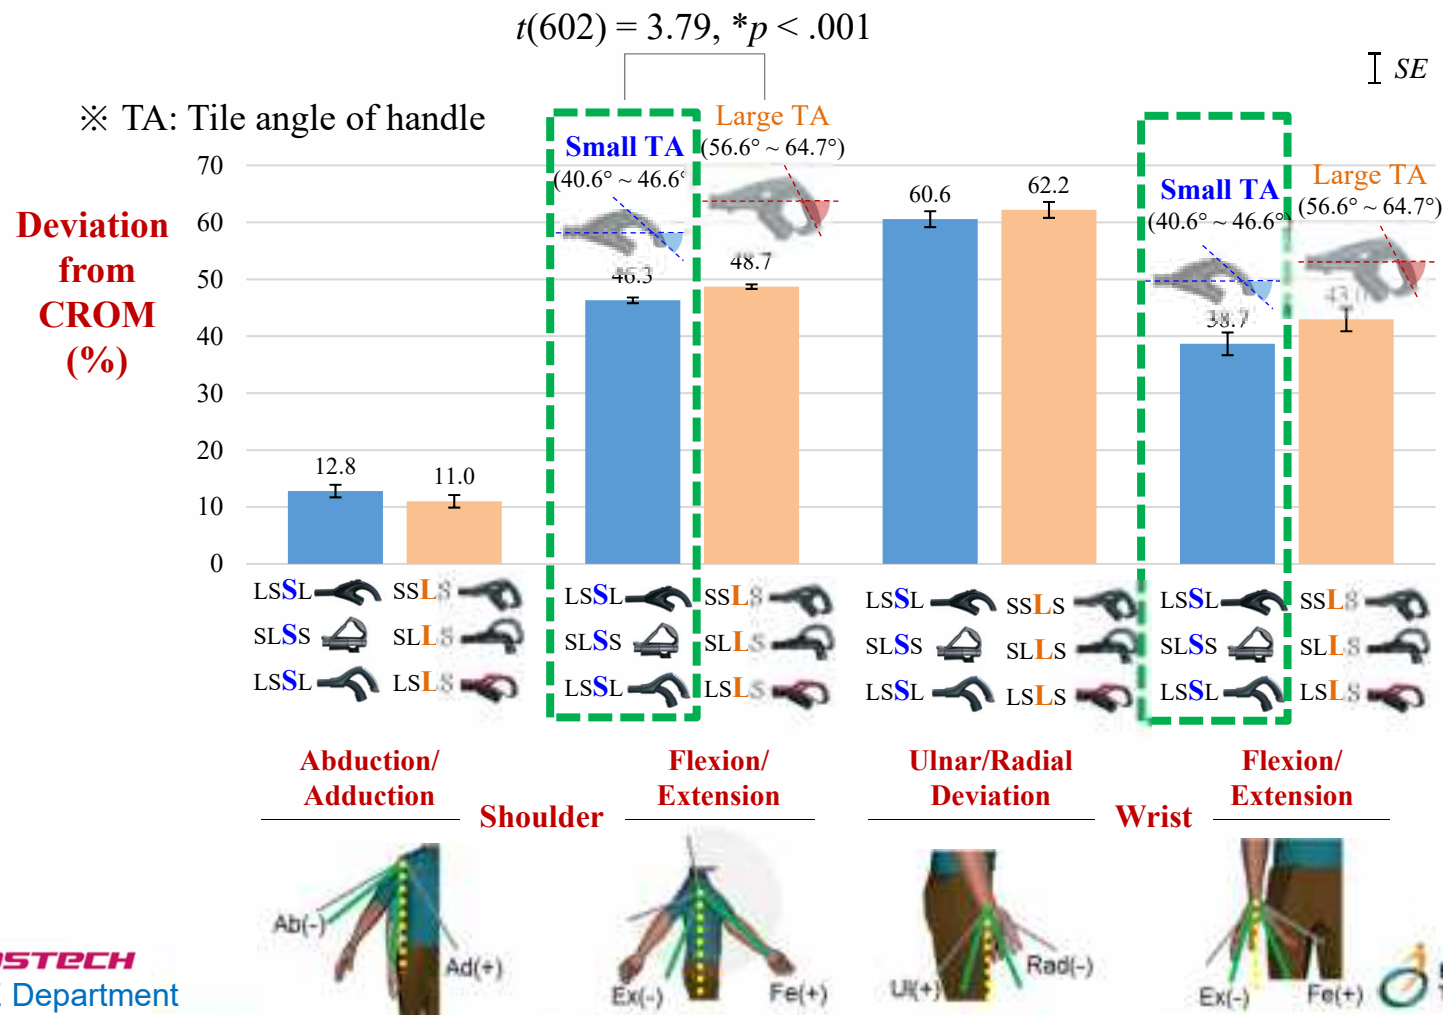 t(602) = 3.79, *p < .001
SE
※ TA: Tile angle of handle
Small TA
(40.6° ~ 46.6°
Large TA
(56.6° ~ 64.7°)
Small TA
(40.6° ~ 46.6°)
Large TA
(56.6° ~ 64.7°)
Deviation
from
CROM
(%)
70
60
50
40
30
20
10
0
12.8
11.0
46.3
48.7
60.6
62.2
38.7
43.0
LSSL SSLS LSSL SSLS LSSL SSLS LSSL SSLS
SLSS SLLS SLSS SLLS SLSS SLLS SLSS SLLS
LSSL LSLS LSSL LSLS LSSL LSLS LSSL LSLS
Abduction/
Adduction
Shoulder
Flexion/
Extension
Ulnar/Radial
Deviation
Wrist
Flexion/
Extension
Ab(-)
Ad(+)
Ex(-)
Fe(+)
Ul(+)
Rad(-)
Ex(-)
Fe(+)
OSTECH
Department